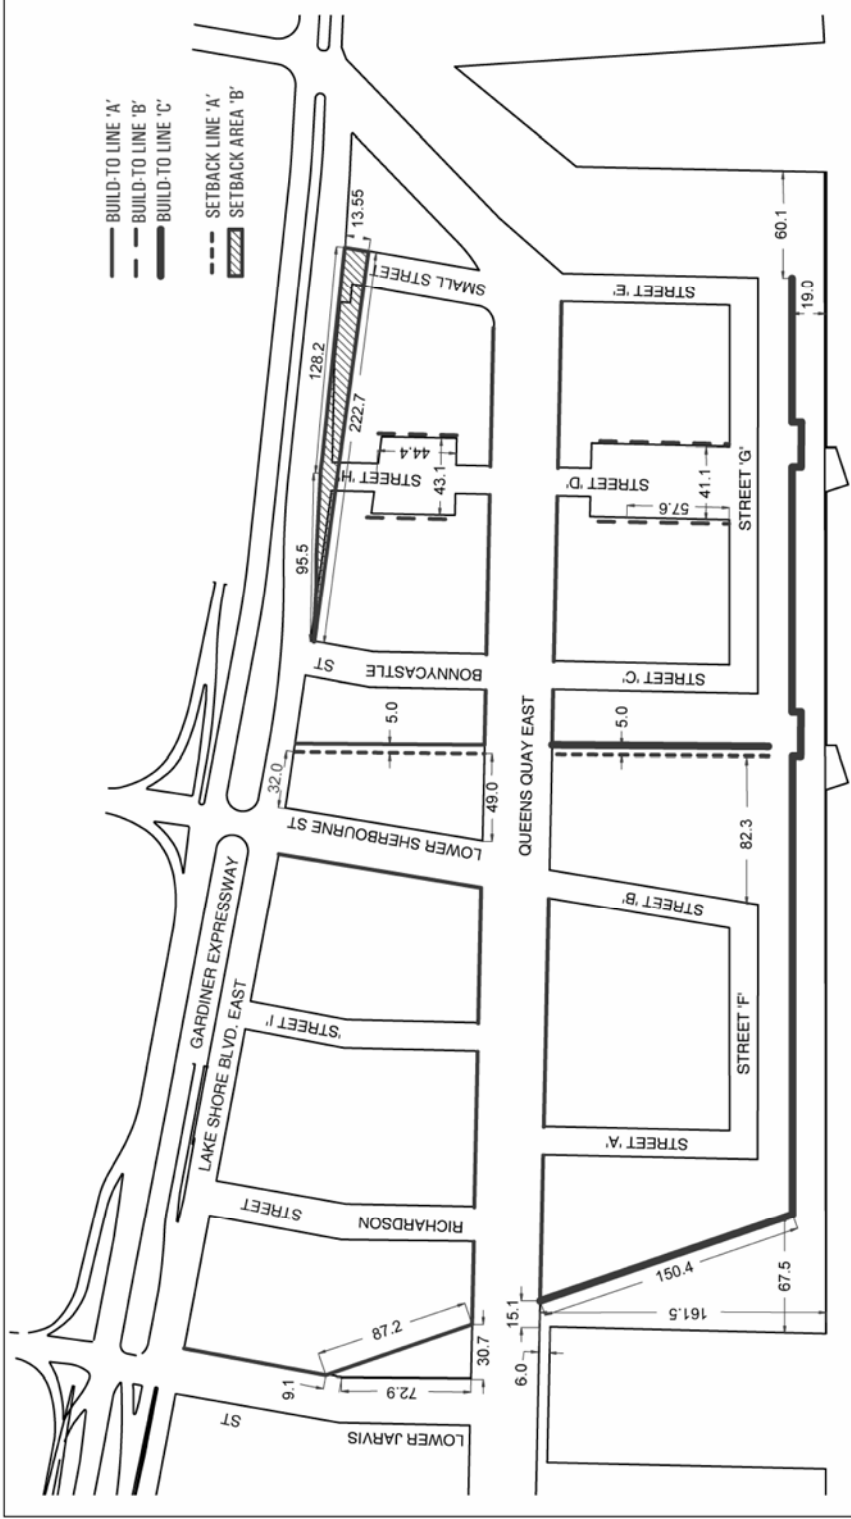 BUILD-TO LINE 'A'
BUILD-TO LINE 'B'
BUILD-TO LINE 'C'
SETBACK LINE 'A'
SETBACK AREA 'B'
13.55
128.2
222.7
95.5
SMALL STREET
STREET 'H'
44.4
43.1
60.1
19.0
STREET 'E'
STREET 'D'
41.1
57.6
STREET 'G'
BONNYCASTLE
ST
STREET 'C'
5.0
5.0
32.0
49.0
QUEENS QUAY EAST
82.3
LOWER SHERBOURNE ST
STREET 'B'
GARDINER EXPRESSWAY
LAKE SHORE BLVD. EAST
'STREET I'
STREET 'F'
STREET 'A'
RICHARDSON
STREET
150.4
67.5
161.5
15.1
6.0
87.2
30.7
9.1
72.9
LOWER JARVIS
ST